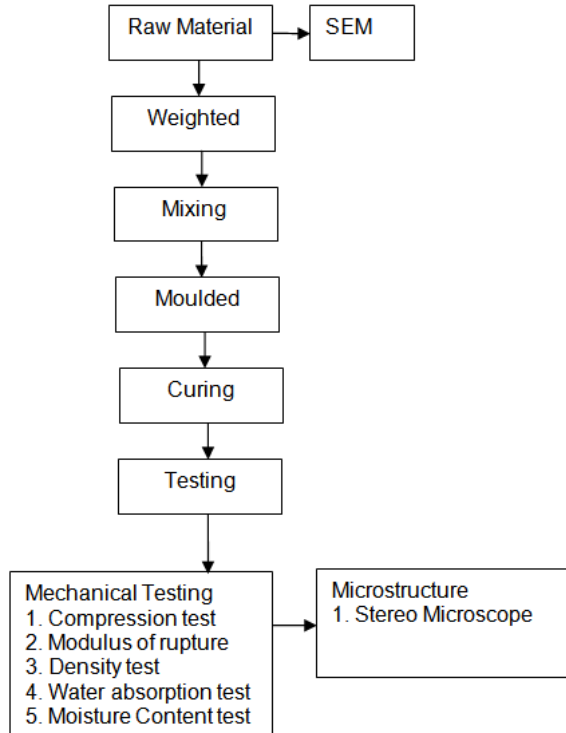 Raw Material
SEM
Weighted
Mixing
Moulded
Curing
Testing
Mechanical Testing
1. Compression test
2. Modulus of rupture
3. Density test
4. Water absorption test
5. Moisture Content test
Microstructure
1. Stereo Microscope